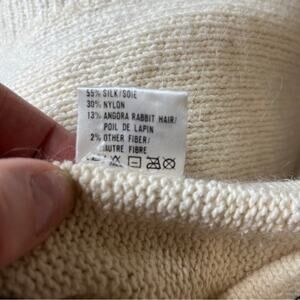 55% SILK/SOIE
30% NYLON
13% ANGORA RABBIT HAIR/
POIL DE LAPIN
2% OTHER FIBER/
AUTRE FIBRE